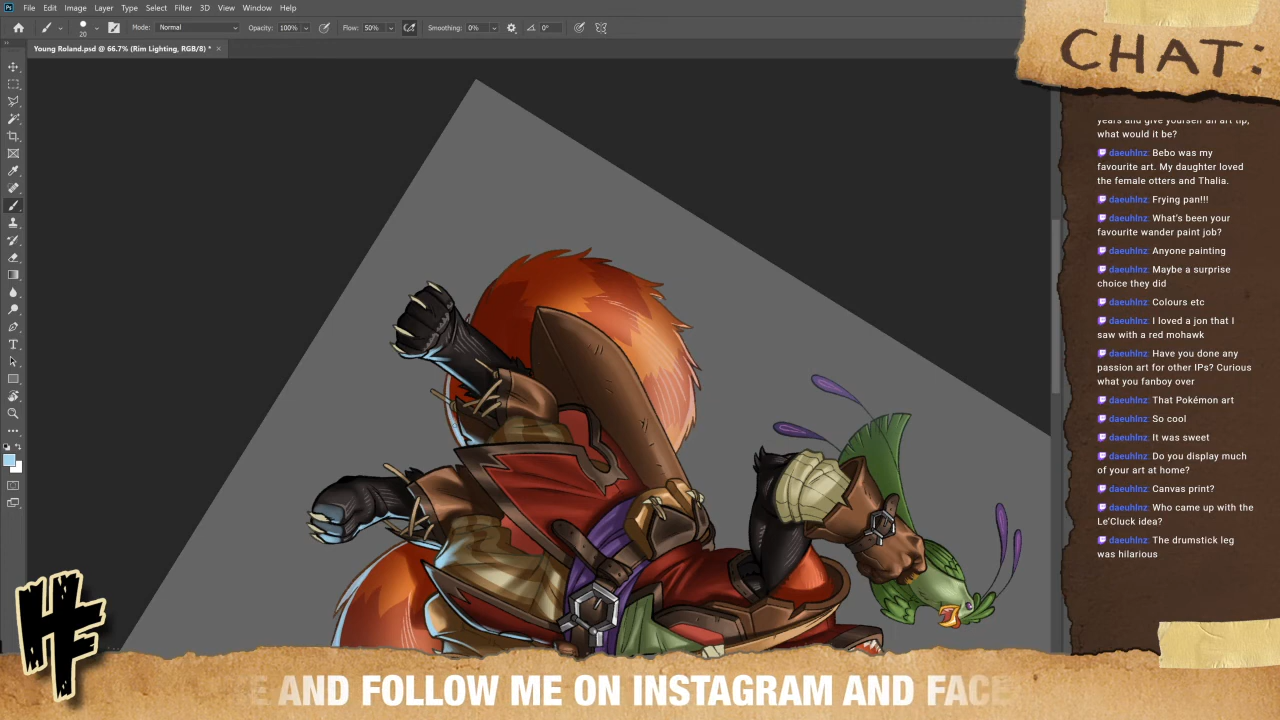 File Edit Image Layer Type Select Filter 3D View Window Help
20 Mode: Normal Opacity: 100% Flow: 50% Smoothing: 0% 0°
Young Roland.psd @ 66.7% (Rim Lighting, RGB/8) *
CHAT:
years and give yourself an art tip,
what would it be?
daeuhlnz: Bebo was my
favourite art. My daughter loved
the female otters and Thalia.
daeuhlnz: Frying pan!!!
daeuhlnz: What's been your
favourite wander paint job?
daeuhlnz: Anyone painting
daeuhlnz: Maybe a surprise
choice they did
daeuhlnz: Colours etc
daeuhlnz: I loved a jon that I
saw with a red mohawk
daeuhlnz: Have you done any
passion art for other IPs? Curious
what you fanboy over
daeuhlnz: That Pokémon art
daeuhlnz: So cool
daeuhlnz: It was sweet
daeuhlnz: Do you display much
of your art at home?
daeuhlnz: Canvas print?
daeuhlnz: Who came up with the
Le'Cluck idea?
daeuhlnz: The drumstick leg
was hilarious
HF
E AND FOLLOW ME ON INSTAGRAM AND FACE